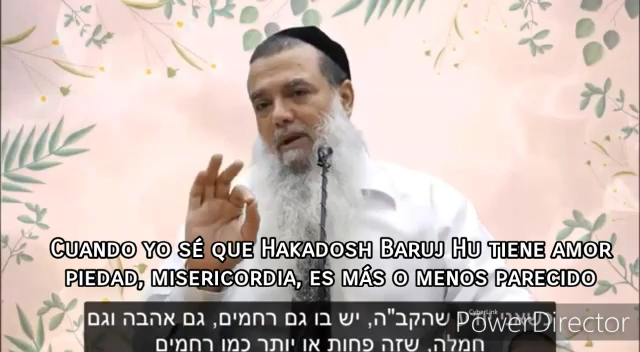 Cuando yo sé que Hakadosh Baruj Hu tiene amor
piedad, misericordia, es más o menos parecido
שהקב"ה, יש בו גם רחמים, גם אהבה וגם
חמלה, שזה פחות או יותר כמו רחמים
CyberLink
PowerDirector